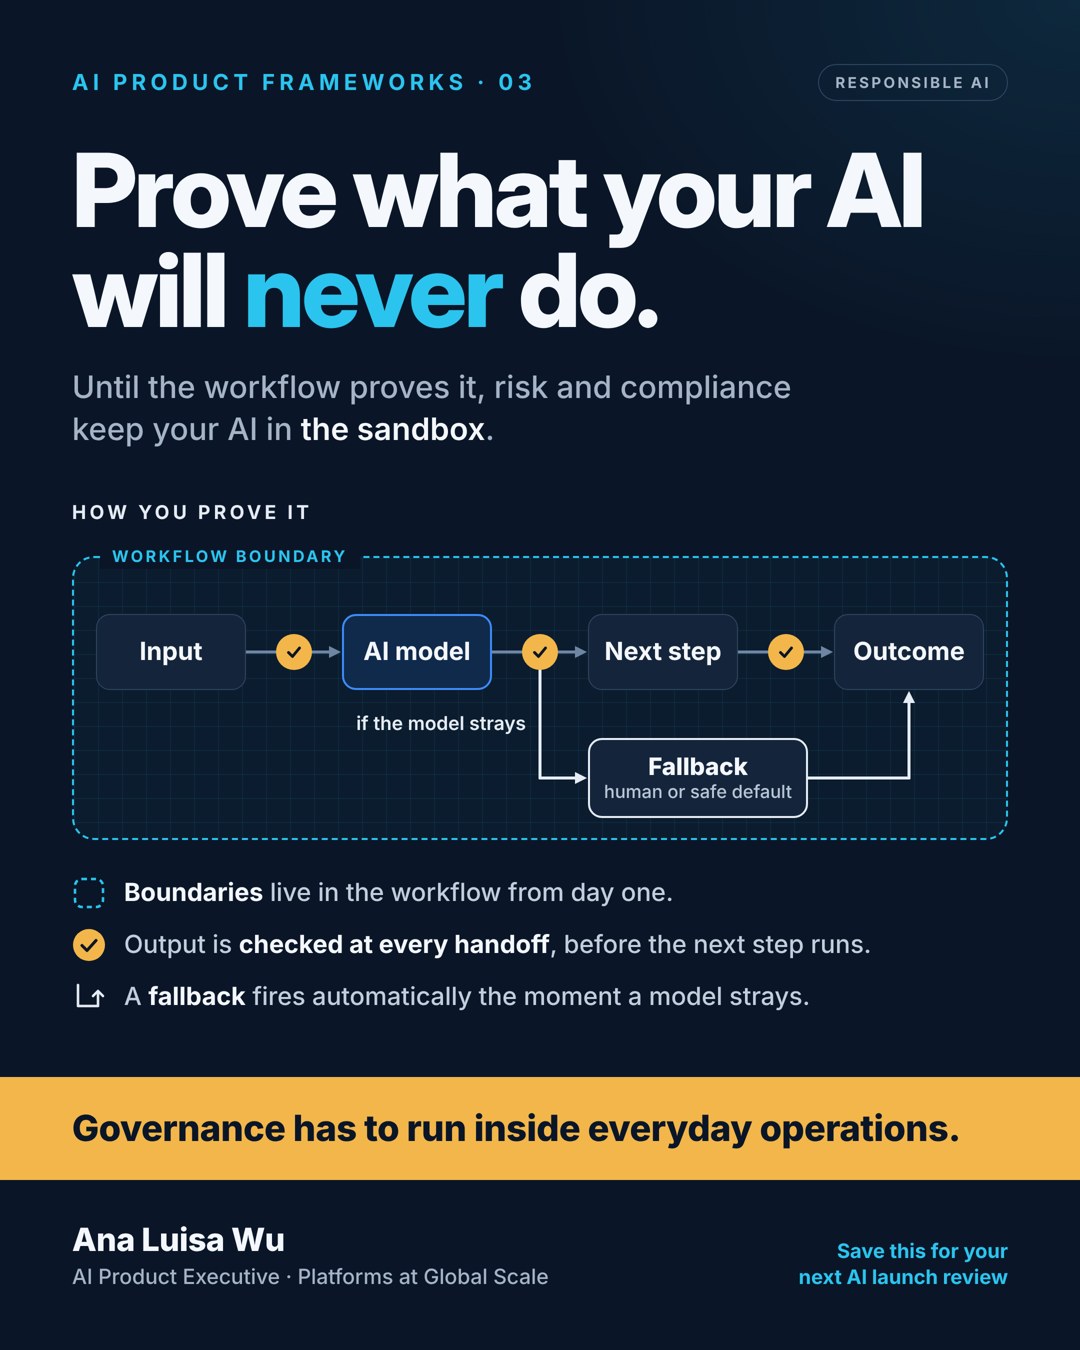 AI PRODUCT FRAMEWORKS · 03
RESPONSIBLE AI
Prove what your AI
will never do.
Until the workflow proves it, risk and compliance
keep your AI in the sandbox.
HOW YOU PROVE IT
WORKFLOW BOUNDARY
Input
AI model
Next step
Outcome
if the model strays
Fallback
human or safe default
Boundaries live in the workflow from day one.
Output is checked at every handoff, before the next step runs.
A fallback fires automatically the moment a model strays.
Governance has to run inside everyday operations.
Ana Luisa Wu
AI Product Executive · Platforms at Global Scale
Save this for your
next AI launch review